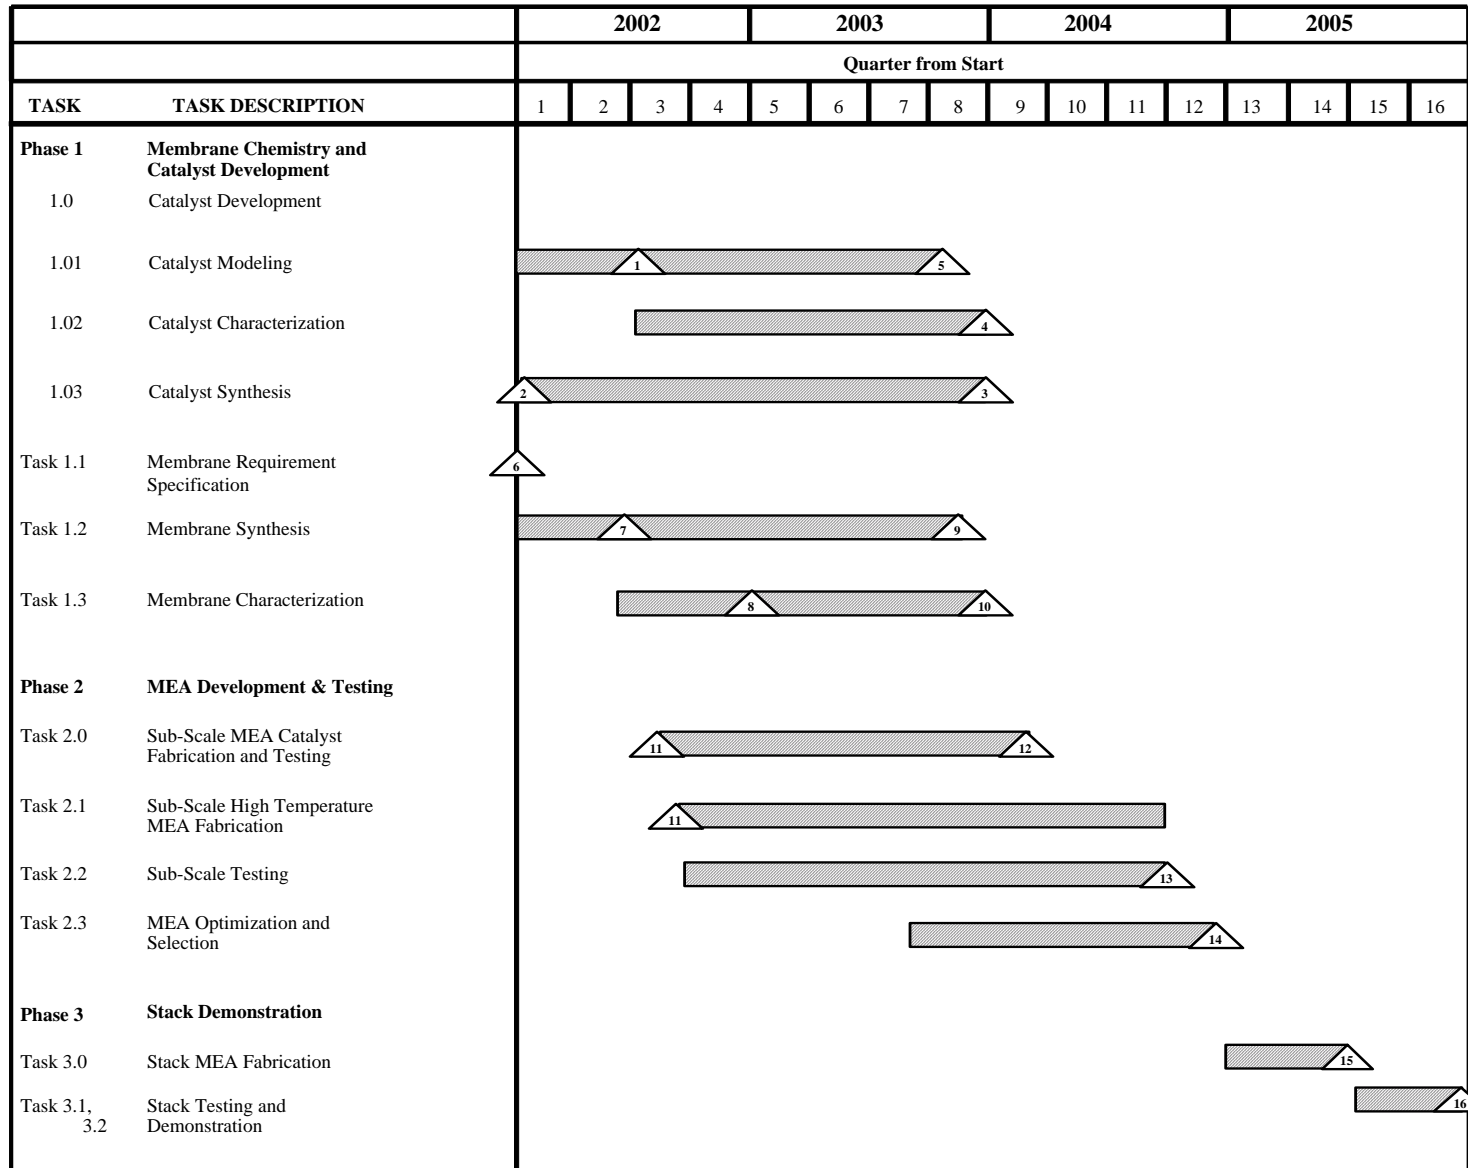 2002 2003 2004 2005
Quarter from Start
TASK TASK DESCRIPTION 1 2 3 4 5 6 7 8 9 10 11 12 13 14 15 16
Phase 1 Membrane Chemistry and
Catalyst Development
1.0 Catalyst Development
1.01 Catalyst Modeling 1 5
1.02 Catalyst Characterization 4
1.03 Catalyst Synthesis 2 3
Task 1.1 Membrane Requirement 6
Specification
Task 1.2 Membrane Synthesis 7 9
Task 1.3 Membrane Characterization 8 10
Phase 2 MEA Development & Testing
Task 2.0 Sub-Scale MEA Catalyst 11 12
Fabrication and Testing
Task 2.1 Sub-Scale High Temperature 11
MEA Fabrication
Task 2.2 Sub-Scale Testing 13
Task 2.3 MEA Optimization and 14
Selection
Phase 3 Stack Demonstration
Task 3.0 Stack MEA Fabrication 15
Task 3.1, Stack Testing and 16
3.2 Demonstration